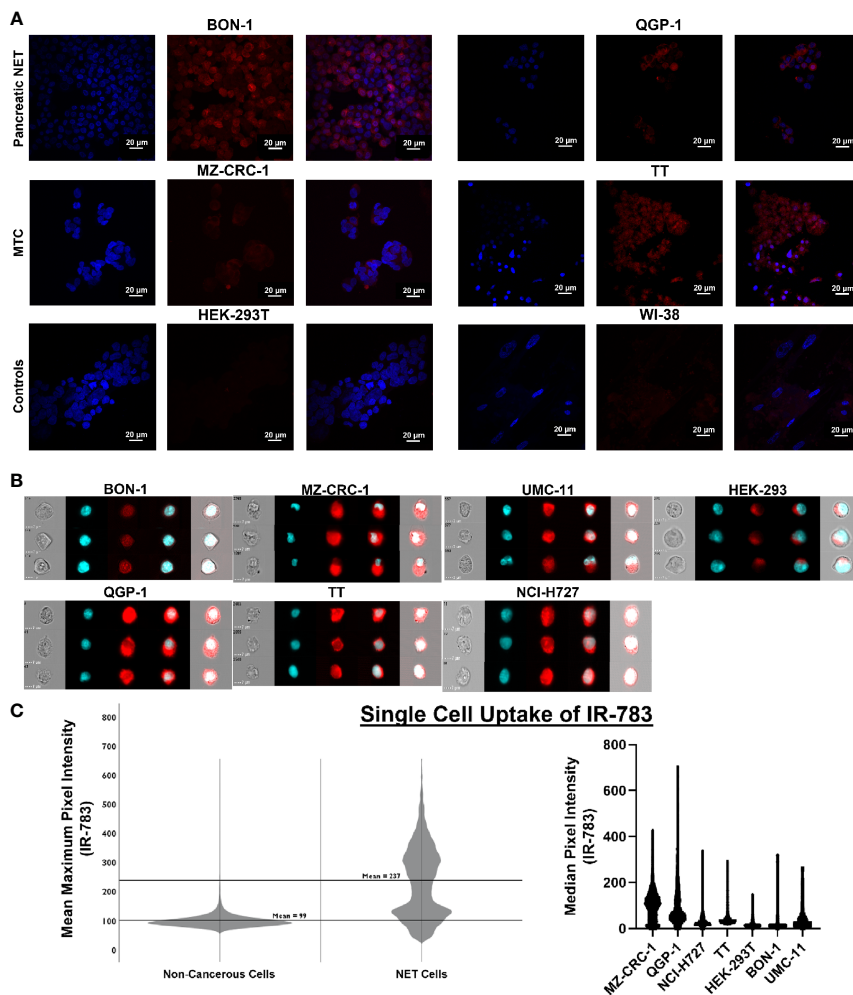 A
BON-1
QGP-1
Pancreatic NET
20 µm
20 µm
20 µm
20 µm
20 µm
20 µm
MZ-CRC-1
TT
MTC
20 µm
20 µm
20 µm
20 µm
20 µm
20 µm
HEK-293T
WI-38
Controls
20 µm
20 µm
20 µm
20 µm
20 µm
20 µm
B
BON-1
MZ-CRC-1
UMC-11
HEK-293
QGP-1
TT
NCI-H727
C
Single Cell Uptake of IR-783
Mean Maximum Pixel Intensity
(IR-783)
800
700
600
500
400
300
200
100
0
Mean = 237
Mean = 99
Non-Cancerous Cells
NET Cells
Median Pixel Intensity
(IR-783)
800
600
400
200
0
MZ-CRC-1
QGP-1
NCI-H727
TT
HEK-293T
BON-1
UMC-11